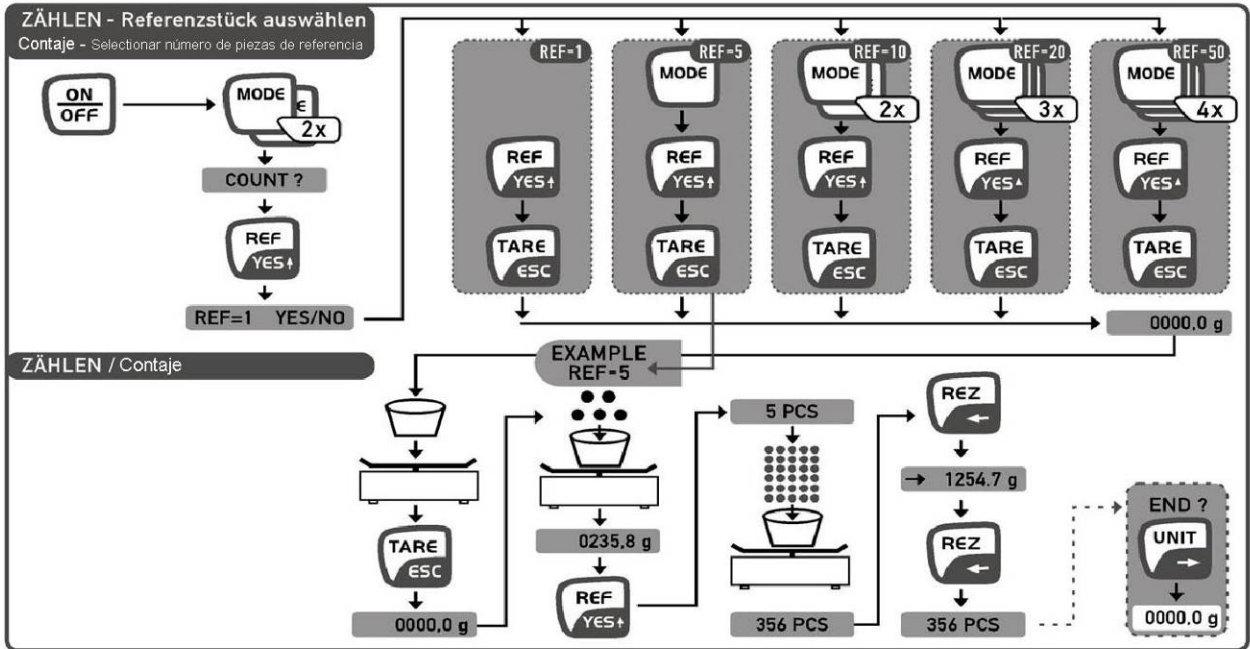 ZÄHLEN - Referenzstück auswählen
Contaje - Selectionar número de piezas de referencia
ON
OFF
MODE
2x
COUNT ?
REF
YES
REF=1 YES/NO
REF=1
REF
YES
TARE
ESC
REF=5
MODE
REF
YES
TARE
ESC
REF=10
MODE
2x
REF
YES
TARE
ESC
REF=20
MODE
3x
REF
YES
TARE
ESC
REF=50
MODE
4x
REF
YES
TARE
ESC
0000,0 g
ZÄHLEN / Contaje
TARE
ESC
0000,0 g
EXAMPLE
REF=5
0235,8 g
REF
YES
5 PCS
356 PCS
REZ
1254.7 g
REZ
356 PCS
END ?
UNIT
0000.0 g